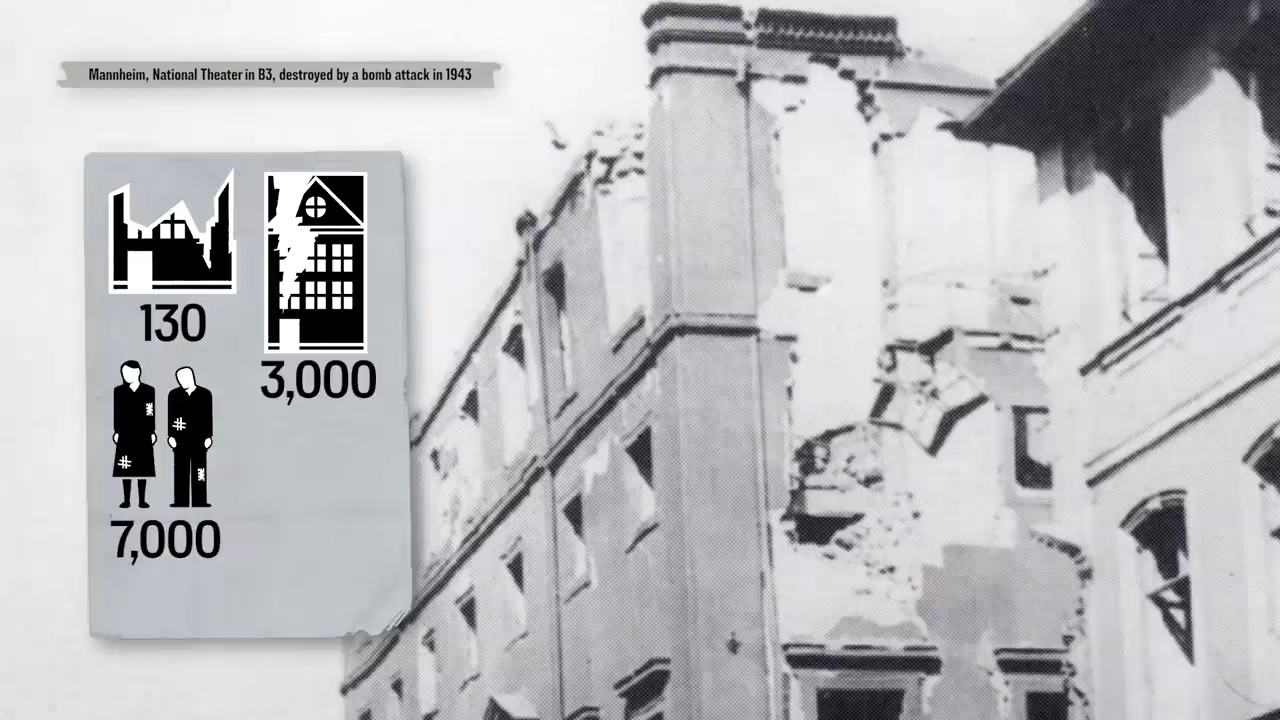 Mannheim, National Theater in B3, destroyed by a bomb attack in 1943
130
3,000
7,000